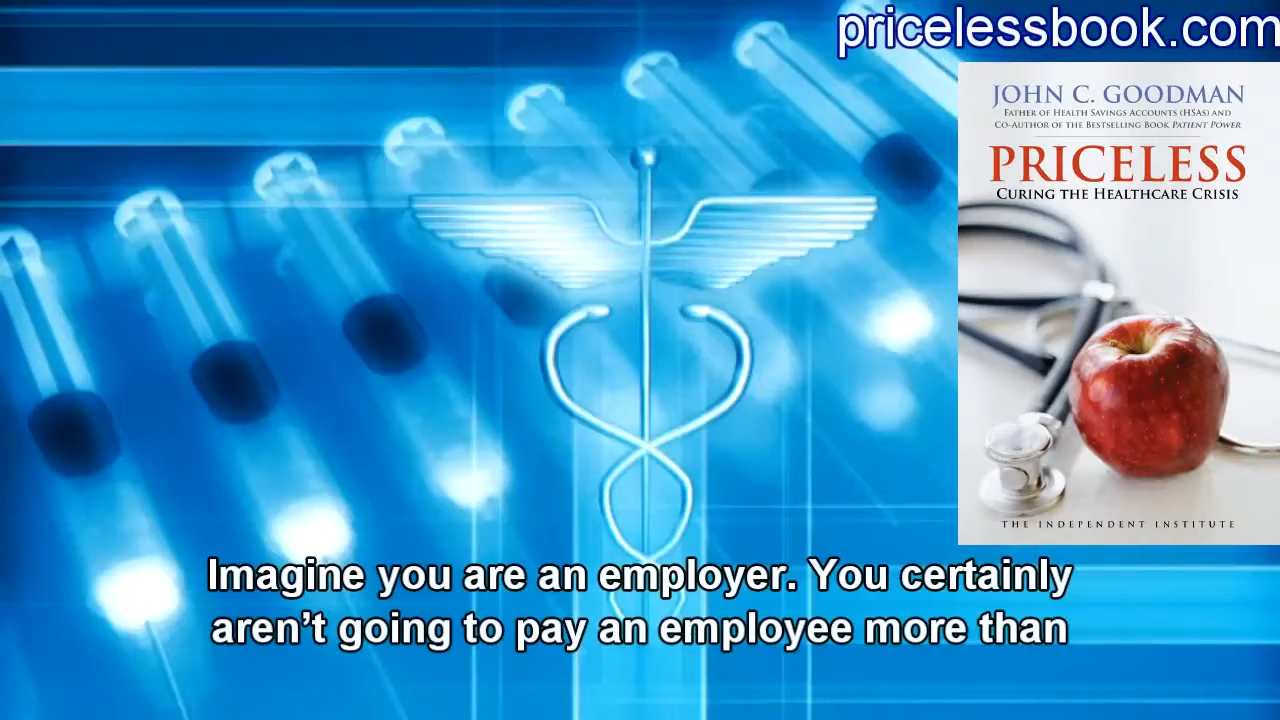 pricelessbook.com
JOHN C. GOODMAN
FATHER OF HEALTH SAVINGS ACCOUNTS (HSAS) AND
CO-AUTHOR OF THE BESTSELLING BOOK PATIENT POWER
PRICELESS
CURING THE HEALTHCARE CRISIS
THE INDEPENDENT INSTITUTE
Imagine you are an employer. You certainly
aren’t going to pay an employee more than